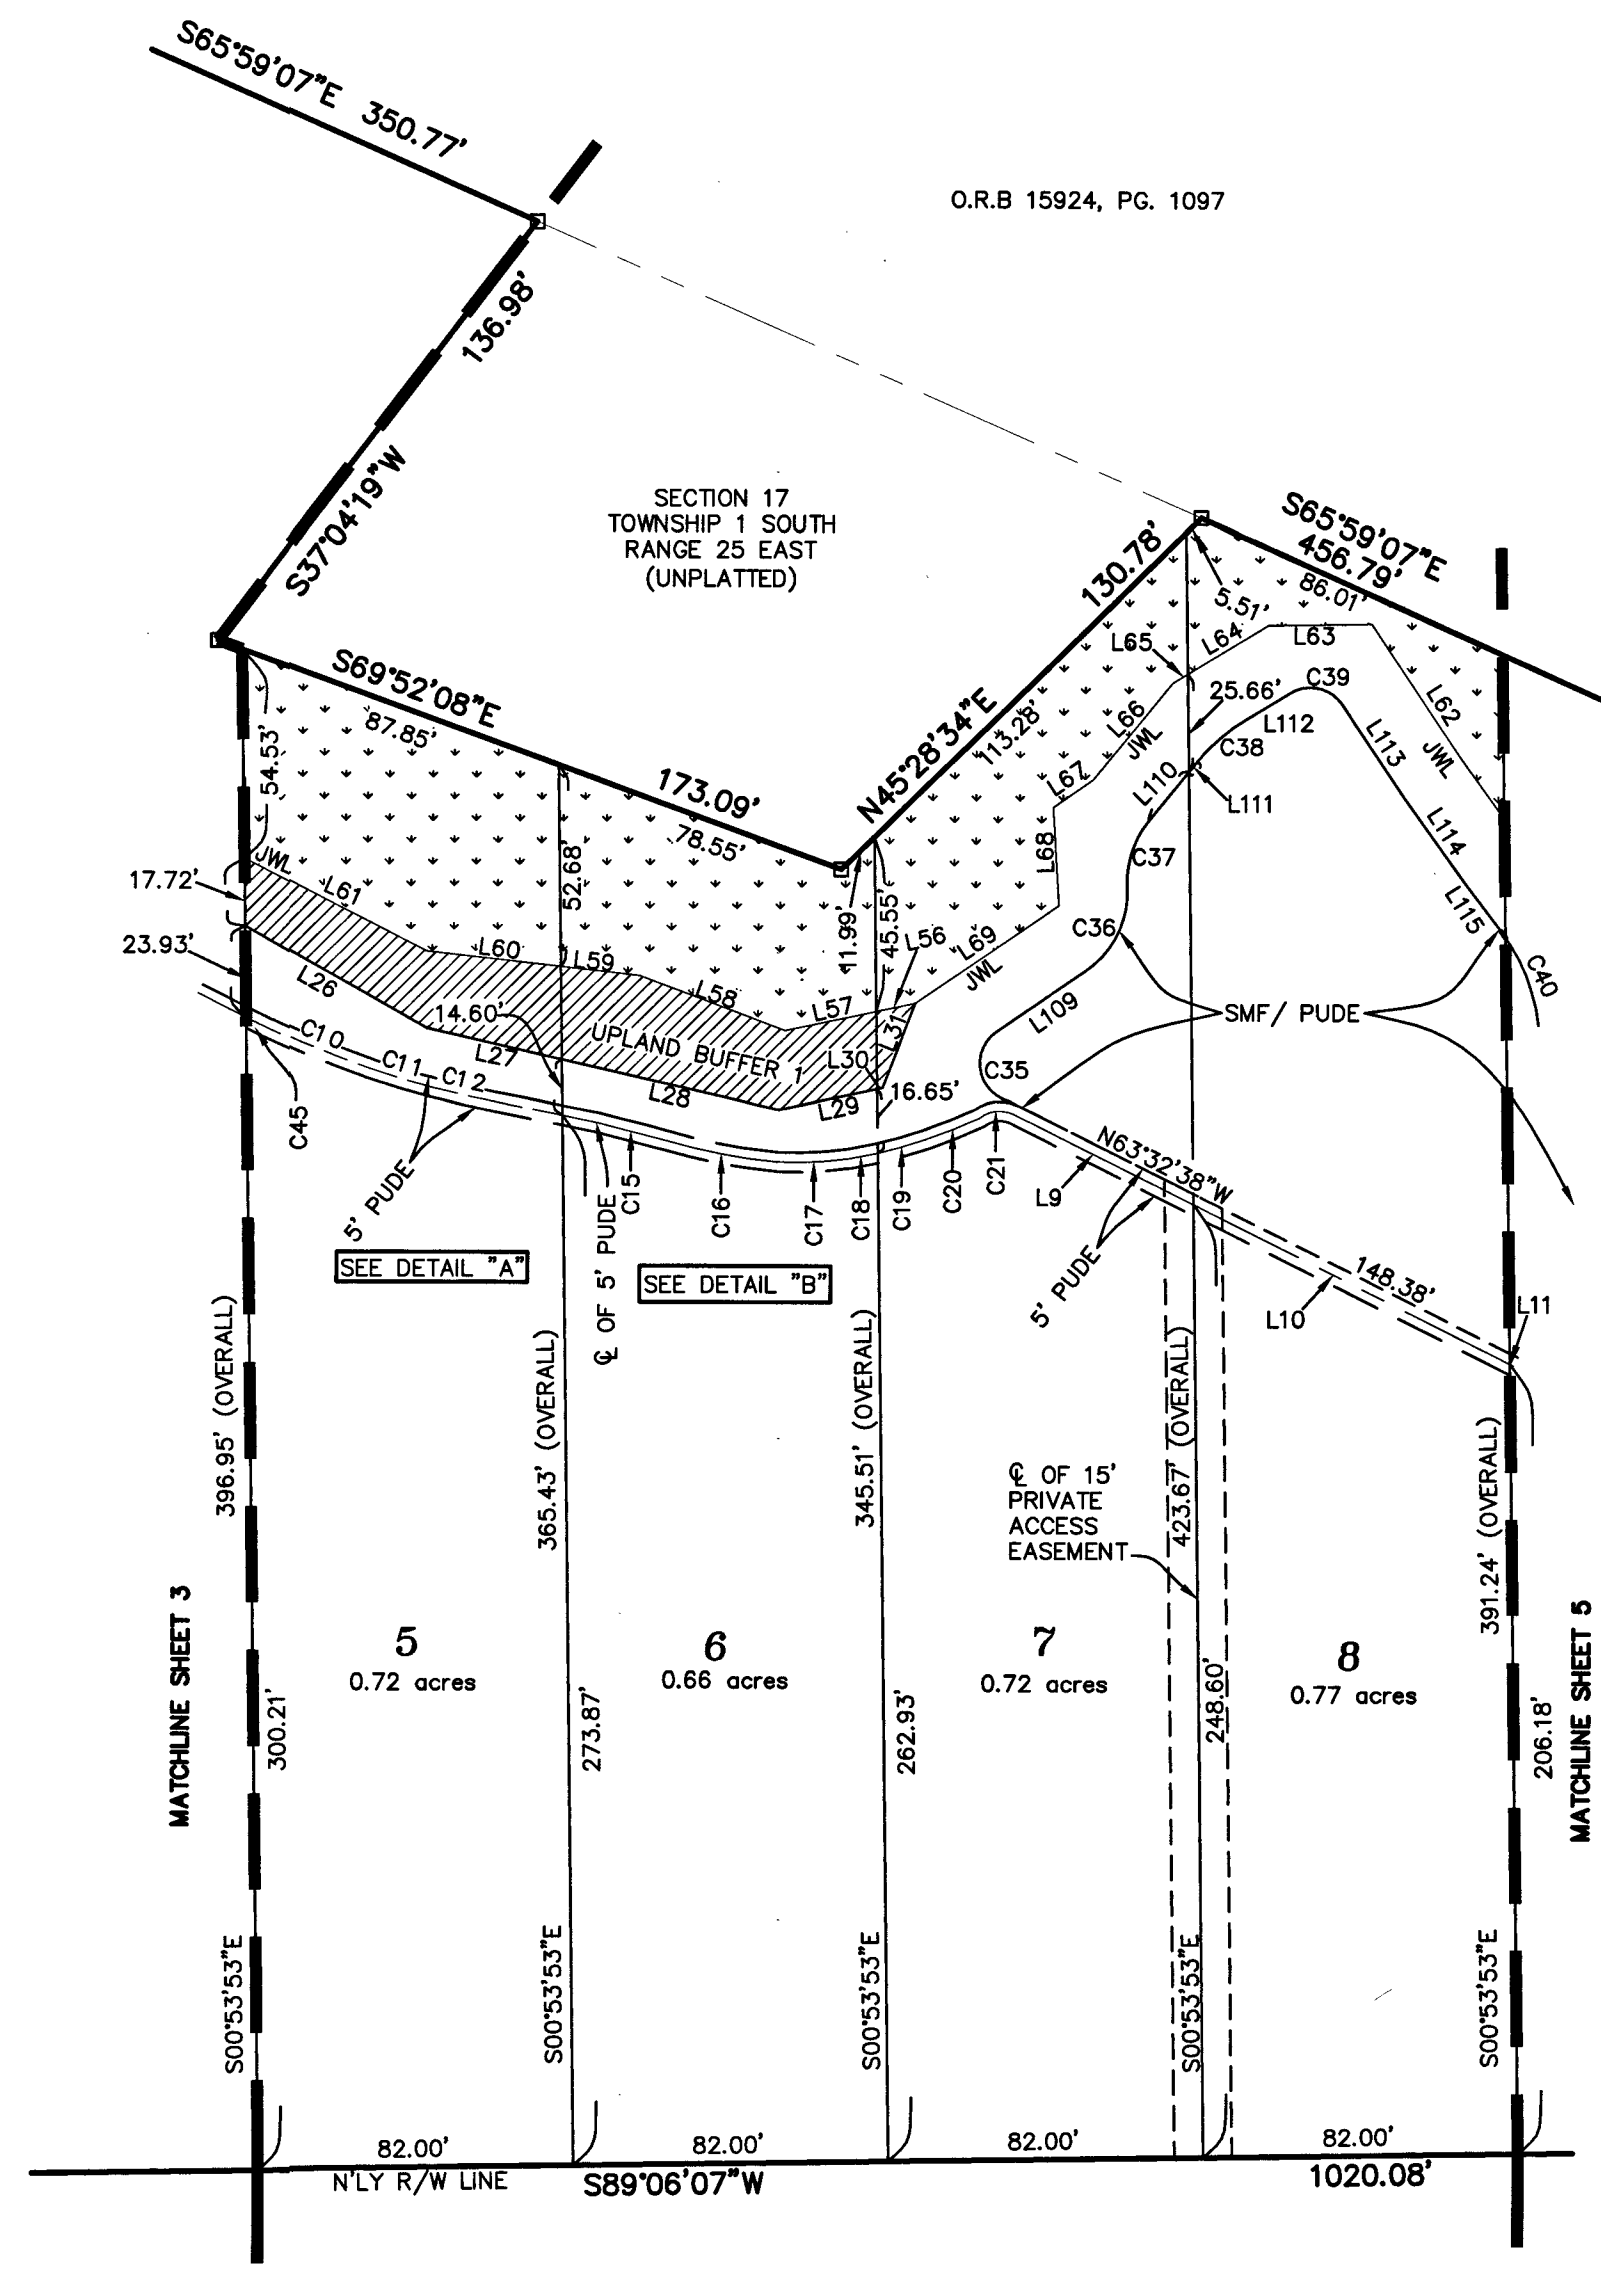 S65°59'07"E 350.77'
O.R.B 15924, PG. 1097
136.98'
S37°04'19"W
SECTION 17
TOWNSHIP 1 SOUTH
RANGE 25 EAST
(UNPLATTED)
130.78'
S65°59'07"E
456.79'
86.01'
5.51'
L65
L64
L63
S69°52'08"E
87.85'
54.53'
173.09'
78.55'
N45°28'34"E
113.28'
25.66'
C39
L62
JWL
L66
JWL
L67
L112
C38
L113
L110
L111
L68
L114
C37
JWL
L61
17.72'
52.68'
11.99'
45.55'
L56
L69
JWL
C36
L115
C40
23.93'
L26
L60
L59
L58
L57
L31
L109
SMF/ PUDE
14.60'
UPLAND BUFFER 1
L30
C10
C11
C12
L27
L28
L29
16.65'
C35
C45
5' PUDE
℄ OF 5' PUDE
C15
C16
C17
C18
C19
C20
C21
N63°32'38"W
L9
5' PUDE
148.38'
L10
L11
SEE DETAIL "A"
SEE DETAIL "B"
396.95' (OVERALL)
365.43' (OVERALL)
345.51' (OVERALL)
423.67' (OVERALL)
391.24' (OVERALL)
℄ OF 15'
PRIVATE
ACCESS
EASEMENT
MATCHLINE SHEET 3
5
0.72 acres
6
0.66 acres
7
0.72 acres
8
0.77 acres
MATCHLINE SHEET 5
300.21'
273.87'
262.93'
248.60'
206.18'
S00°53'53"E
S00°53'53"E
S00°53'53"E
S00°53'53"E
S00°53'53"E
82.00'
82.00'
82.00'
82.00'
N'LY R/W LINE
S89°06'07"W
1020.08'